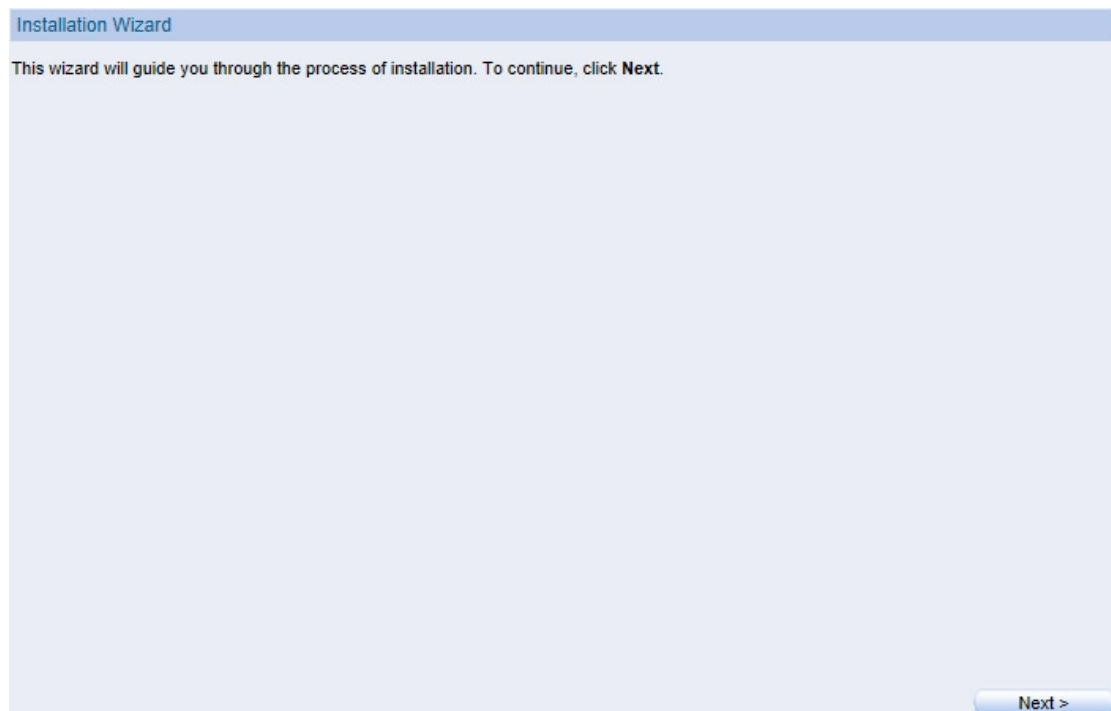 Installation Wizard
This wizard will guide you through the process of installation. To continue, click Next.
Next >